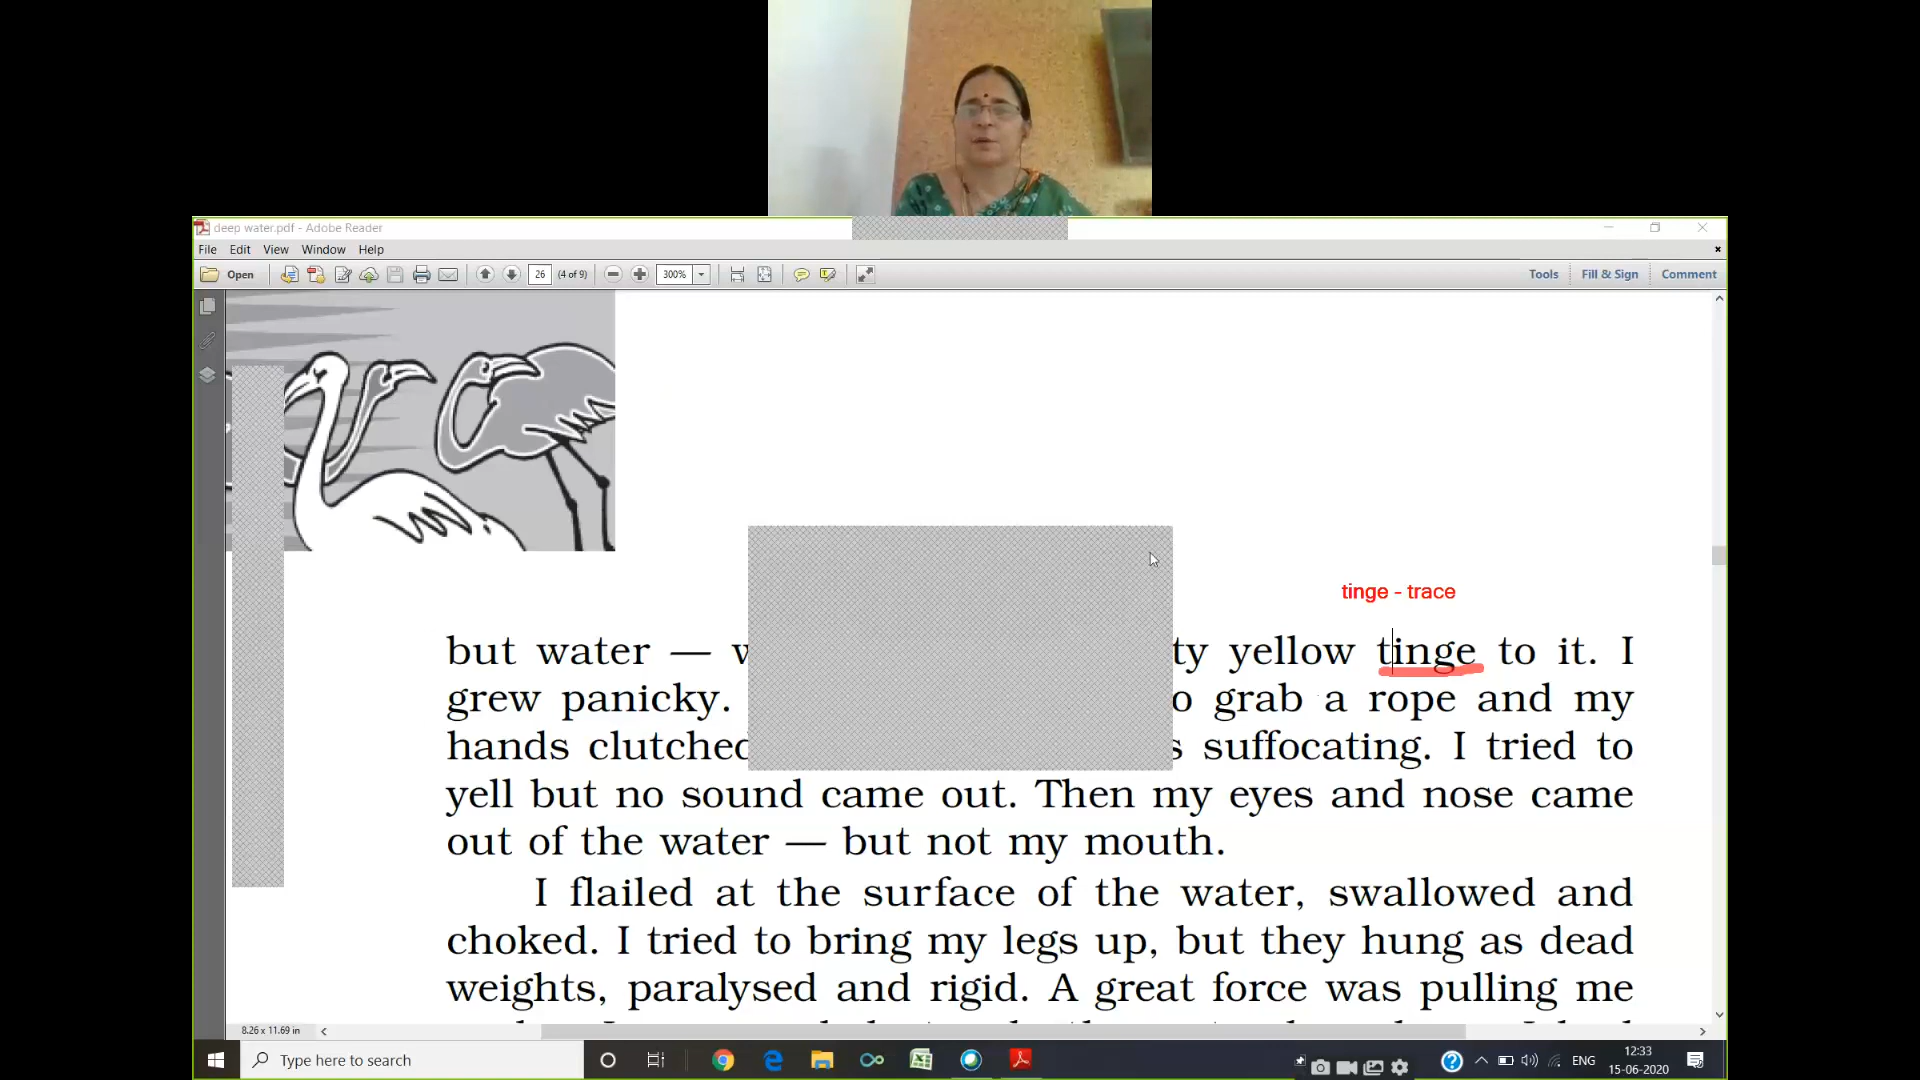 deep water.pdf - Adobe Reader
File Edit View Window Help
Open 26 (4 of 9) 300% Tools Fill & Sign Comment
tinge - trace
but water — ty yellow tinge to it. I
grew panicky. grab a rope and my
hands clutched suffocating. I tried to
yell but no sound came out. Then my eyes and nose came
out of the water — but not my mouth.
I flailed at the surface of the water, swallowed and
choked. I tried to bring my legs up, but they hung as dead
weights, paralysed and rigid. A great force was pulling me
8.26 x 11.69 in
Type here to search
ENG
12:33
15-06-2020